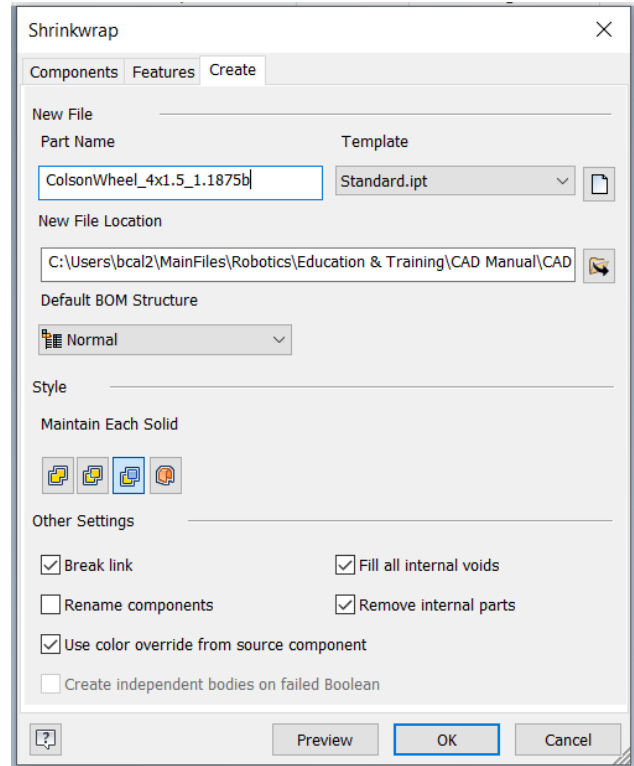 Shrinkwrap
Components Features Create
New File
Part Name Template
ColsonWheel_4x1.5_1.1875b Standard.ipt
New File Location
C:\Users\bcal2\MainFiles\Robotics\Education & Training\CAD Manual\CAD
Default BOM Structure
Normal
Style
Maintain Each Solid
Other Settings
Break link Fill all internal voids
Rename components Remove internal parts
Use color override from source component
Create independent bodies on failed Boolean
? Preview OK Cancel